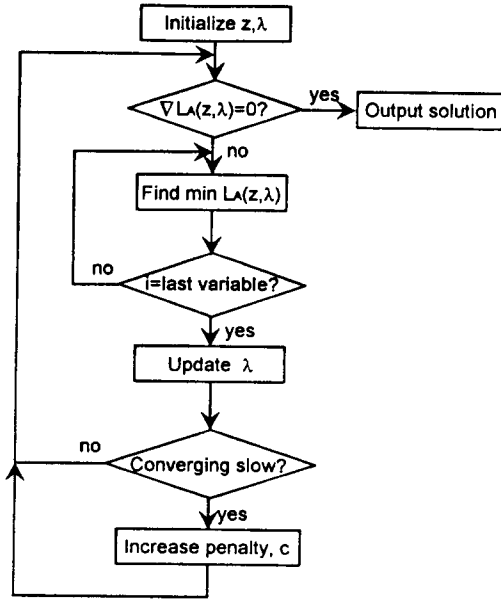 Initialize z,λ
∇LA(z,λ)=0?
yes
Output solution
no
Find min LA(z,λ)
no
i=last variable?
yes
Update λ
no
Converging slow?
yes
Increase penalty, c